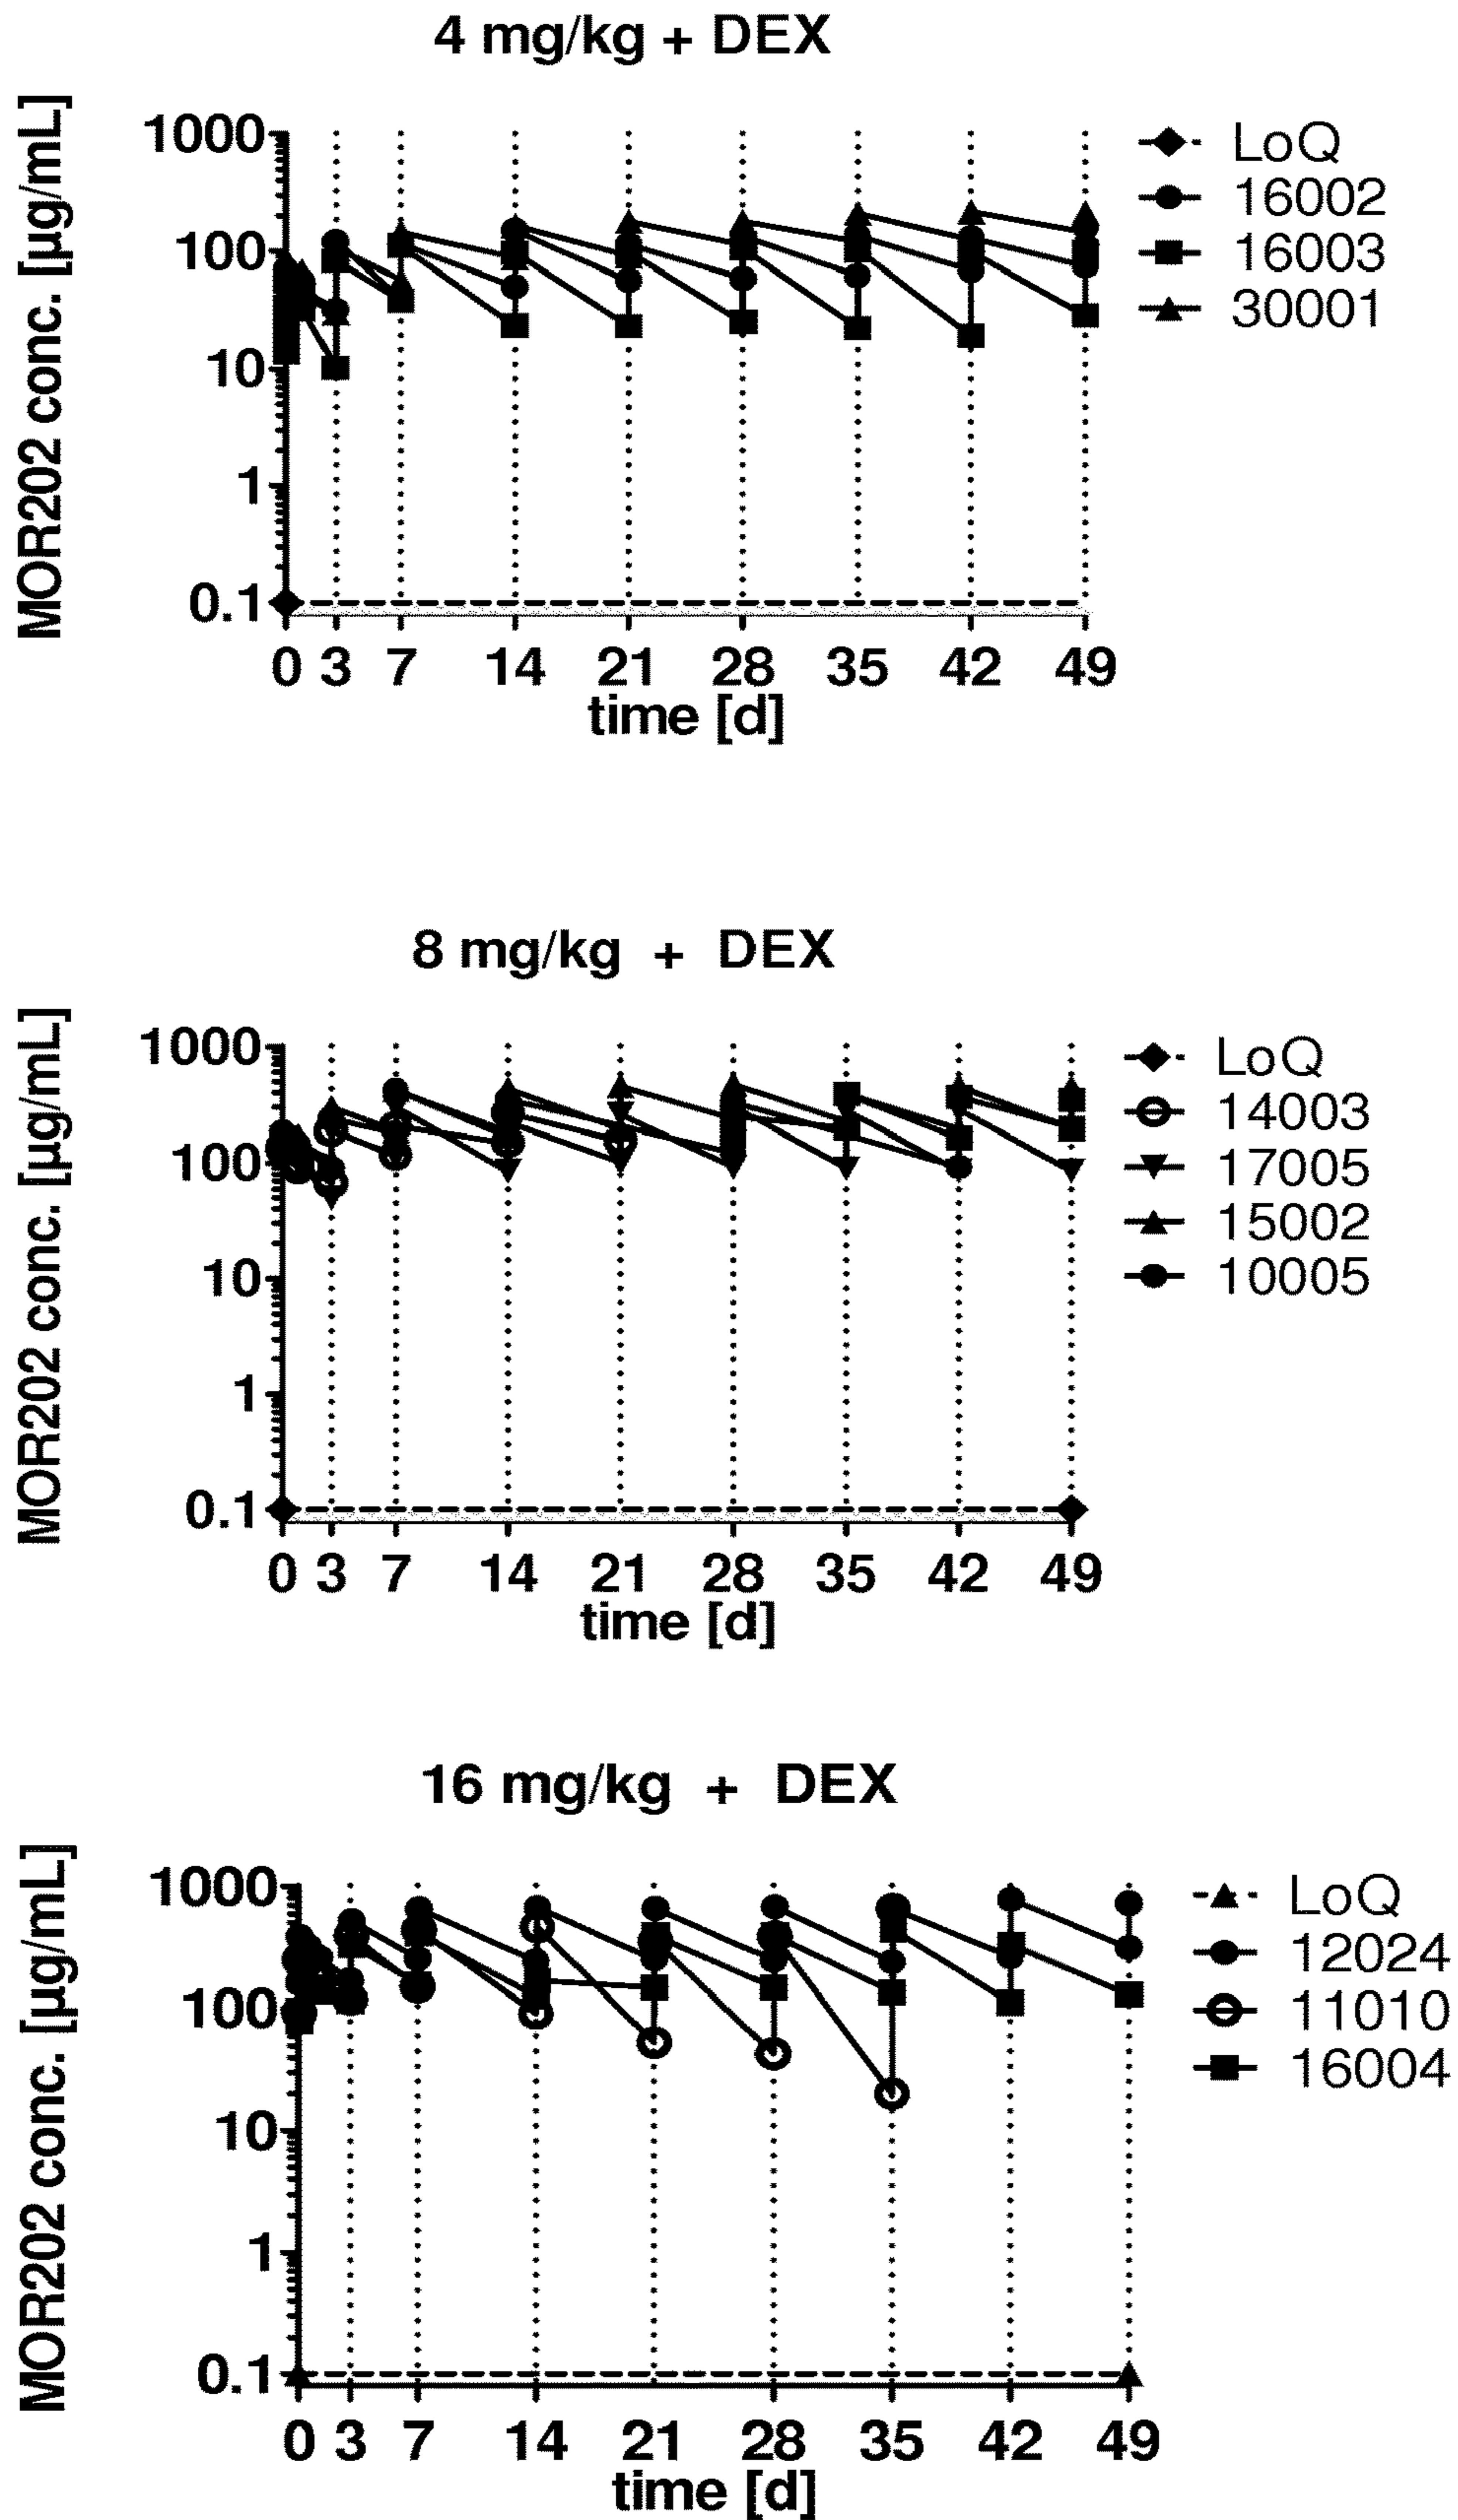 4 mg/kg + DEX
MOR202 conc. [µg/mL]
1000
100
10
1
0.1
0 3 7 14 21 28 35 42 49
time [d]
LoQ
16002
16003
30001
8 mg/kg + DEX
MOR202 conc. [µg/mL]
1000
100
10
1
0.1
0 3 7 14 21 28 35 42 49
time [d]
LoQ
14003
17005
15002
10005
16 mg/kg + DEX
MOR202 conc. [µg/mL]
1000
100
10
1
0.1
0 3 7 14 21 28 35 42 49
time [d]
LoQ
12024
11010
16004